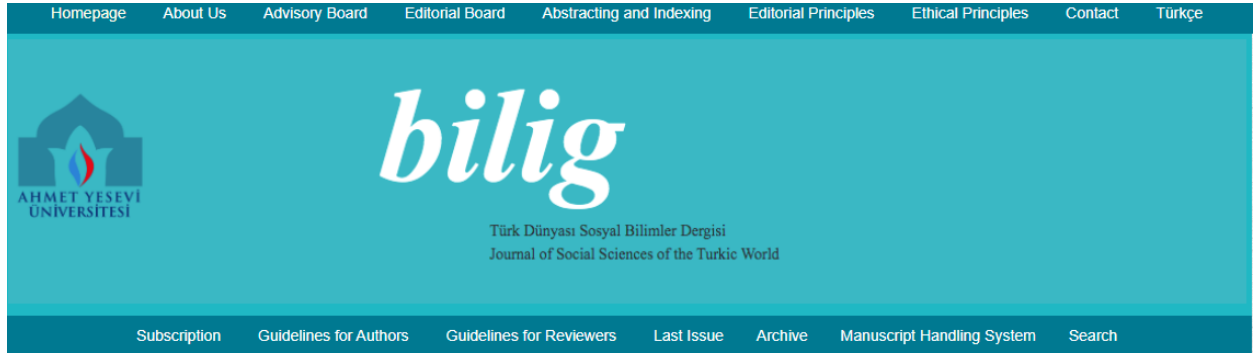 Homepage About Us Advisory Board Editorial Board Abstracting and Indexing Editorial Principles Ethical Principles Contact Türkçe
bilig
AHMET YESEVİ
ÜNİVERSİTESİ
Türk Dünyası Sosyal Bilimler Dergisi
Journal of Social Sciences of the Turkic World
Subscription Guidelines for Authors Guidelines for Reviewers Last Issue Archive Manuscript Handling System Search